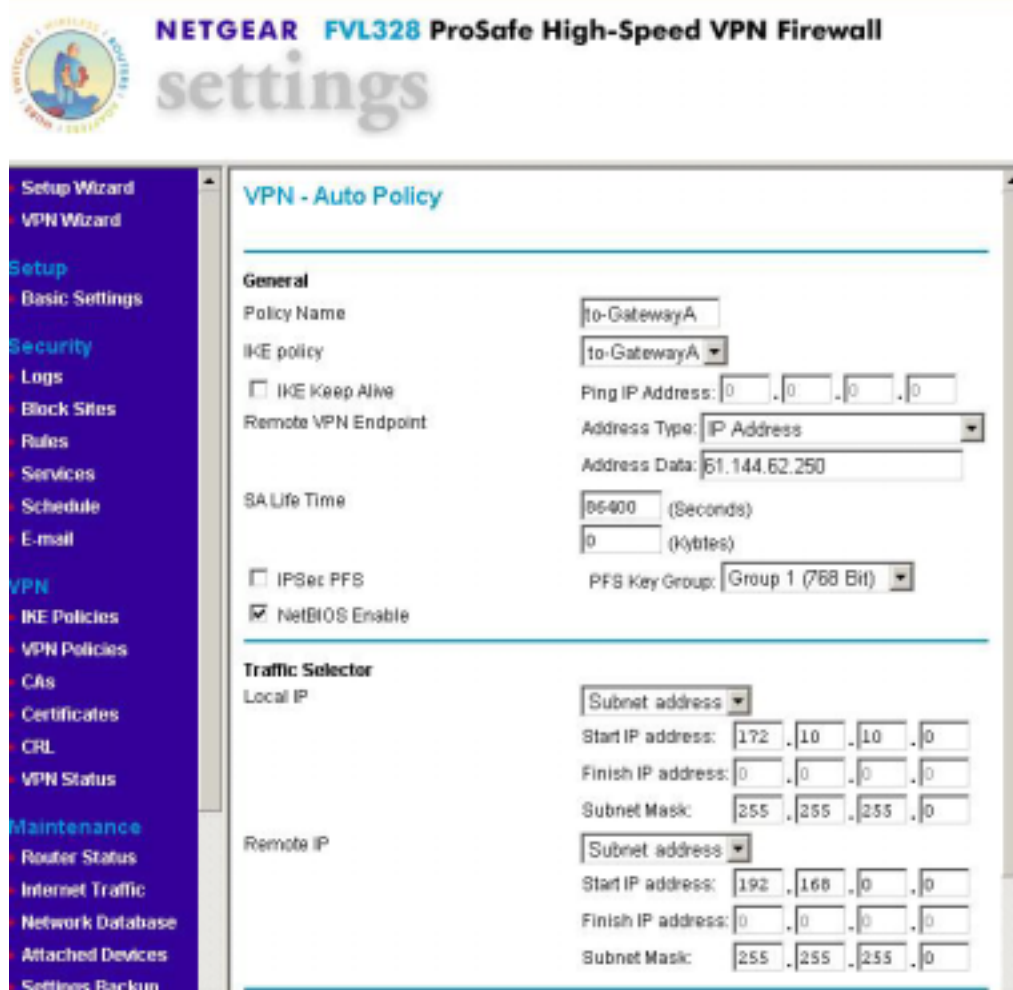 NETGEAR FVL328 ProSafe High-Speed VPN Firewall
settings
Setup Wizard
VPN Wizard
Setup
Basic Settings
Security
Logs
Block Sites
Rules
Services
Schedule
E-mail
VPN
IKE Policies
VPN Policies
CAs
Certificates
CRL
VPN Status
Maintenance
Router Status
Internet Traffic
Network Database
Attached Devices
Settings Backup
VPN - Auto Policy
General
Policy Name to-GatewayA
IKE policy to-GatewayA
IKE Keep Alive Ping IP Address: 0 . 0 . 0 . 0
Remote VPN Endpoint Address Type: IP Address
Address Data: 61.144.62.250
SA Life Time 86400 (Seconds)
0 (Kybtes)
IPSec PFS PFS Key Group: Group 1 (768 Bit)
NetBIOS Enable
Traffic Selector
Local IP Subnet address
Start IP address: 172 . 10 . 10 . 0
Finish IP address: 0 . 0 . 0 . 0
Subnet Mask: 255 . 255 . 255 . 0
Remote IP Subnet address
Start IP address: 192 . 168 . 0 . 0
Finish IP address: 0 . 0 . 0 . 0
Subnet Mask: 255 . 255 . 255 . 0